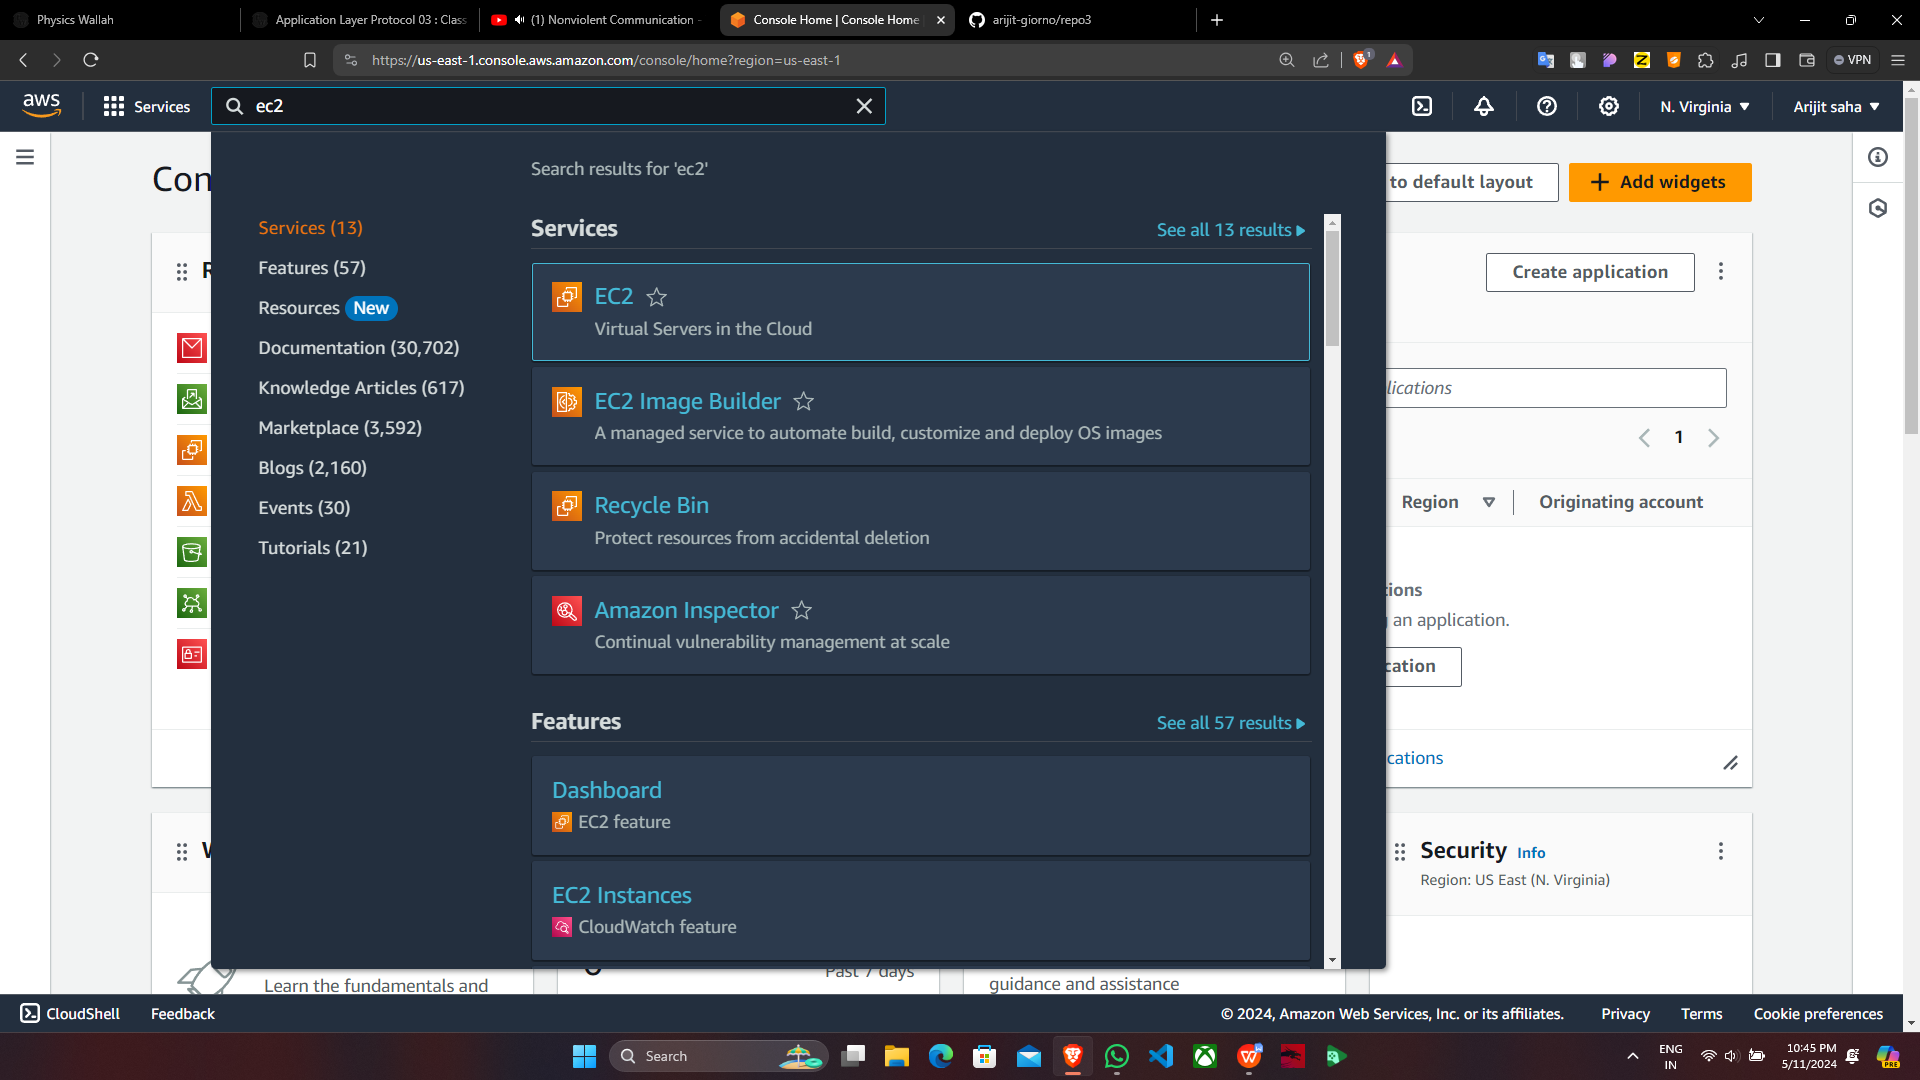 Physics Wallah
Application Layer Protocol 03 : Class
(1) Nonviolent Communication -
Console Home | Console Home
arijit-giorno/repo3
https://us-east-1.console.aws.amazon.com/console/home?region=us-east-1
1
VPN
aws
Services
ec2
N. Virginia
Arijit saha
Con
to default layout
Add widgets
Search results for 'ec2'
Services (13)
Features (57)
Resources New
Documentation (30,702)
Knowledge Articles (617)
Marketplace (3,592)
Blogs (2,160)
Events (30)
Tutorials (21)
Services
See all 13 results
EC2
Virtual Servers in the Cloud
EC2 Image Builder
A managed service to automate build, customize and deploy OS images
Recycle Bin
Protect resources from accidental deletion
Amazon Inspector
Continual vulnerability management at scale
Features
See all 57 results
Dashboard
EC2 feature
EC2 Instances
CloudWatch feature
Create application
lications
1
Region
Originating account
tions
an application.
cation
cations
Security Info
Region: US East (N. Virginia)
Learn the fundamentals and
Past 7 days
guidance and assistance
CloudShell
Feedback
© 2024, Amazon Web Services, Inc. or its affiliates.
Privacy
Terms
Cookie preferences
Search
ENG
IN
10:45 PM
5/11/2024
PRE